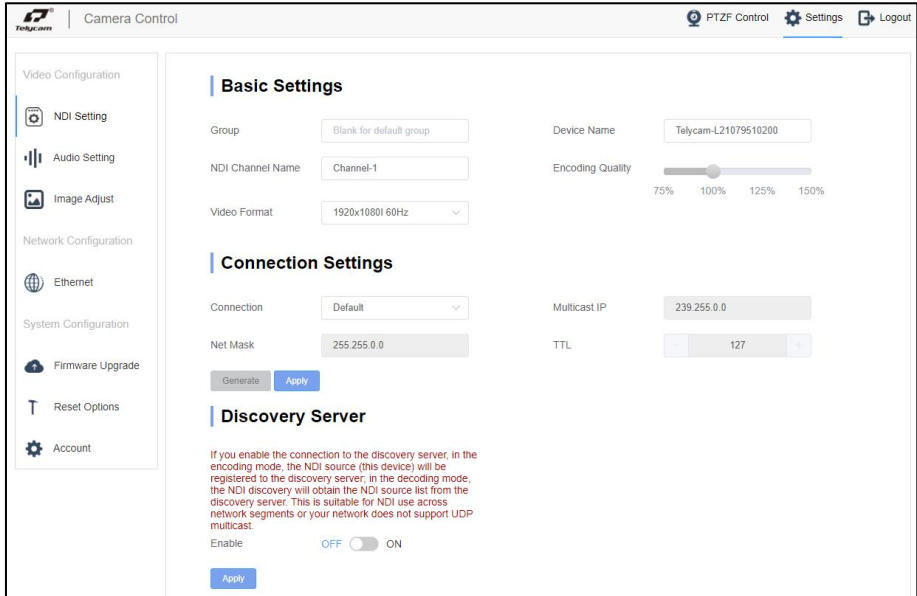 Telycam
Camera Control
PTZF Control
Settings
Logout
Video Configuration
NDI Setting
Audio Setting
Image Adjust
Network Configuration
Ethernet
System Configuration
Firmware Upgrade
Reset Options
Account
Basic Settings
Group
Blank for default group
Device Name
Telycam-L21079510200
NDI Channel Name
Channel-1
Encoding Quality
75% 100% 125% 150%
Video Format
1920x1080I 60Hz
Connection Settings
Connection
Default
Multicast IP
239.255.0.0
Net Mask
255.255.0.0
TTL
- 127 +
Generate
Apply
Discovery Server
If you enable the connection to the discovery server, in the
encoding mode, the NDI source (this device) will be
registered to the discovery server; in the decoding mode,
the NDI discovery will obtain the NDI source list from the
discovery server. This is suitable for NDI use across
network segments or your network does not support UDP
multicast.
Enable
OFF ON
Apply